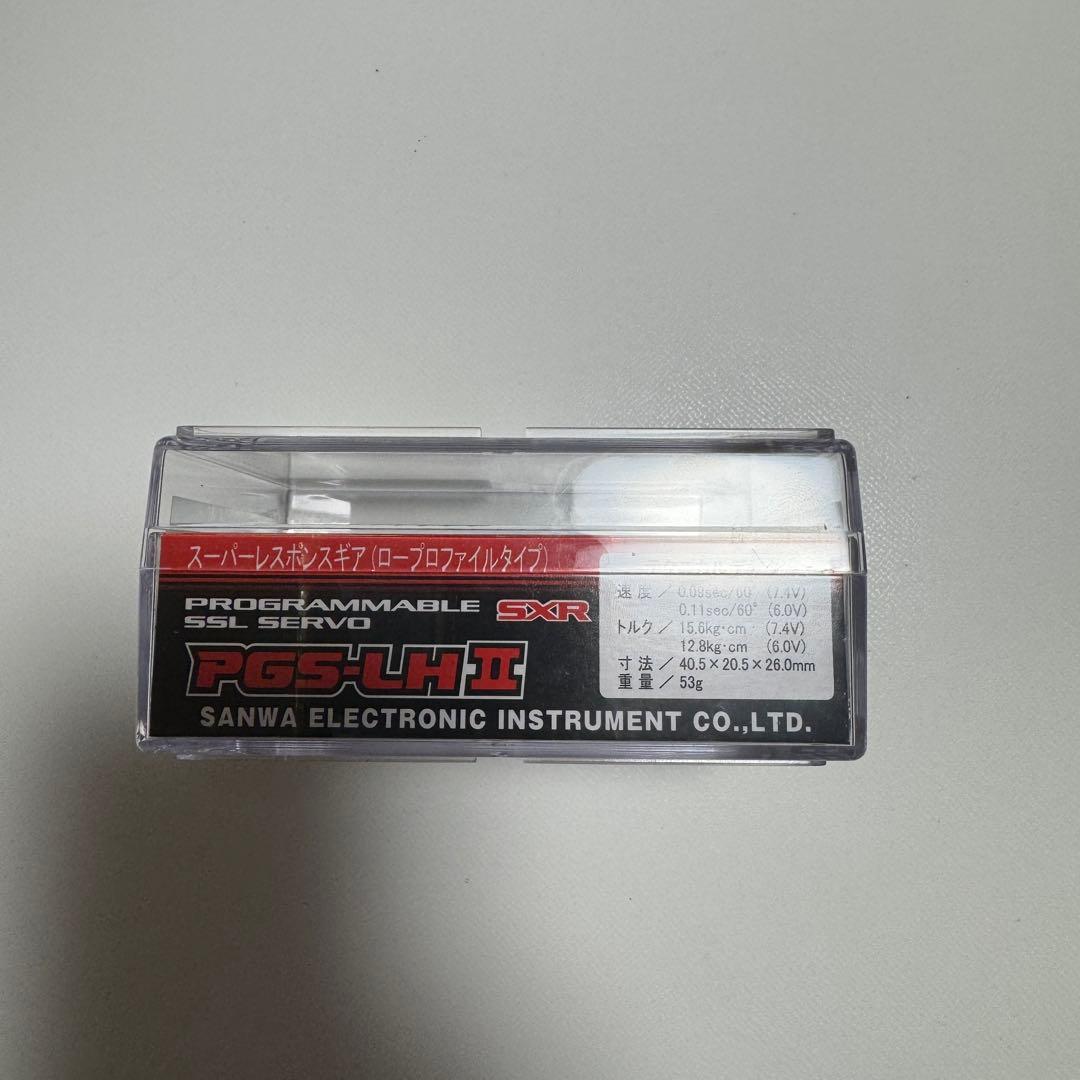 スーパーレスポンスギア(ロープロファイルタイプ)
PROGRAMMABLE SXR
SSL SERVO
PGS-LH II
SANWA ELECTRONIC INSTRUMENT CO.,LTD.
速度/ (7.4V)
0.11sec/60° (6.0V)
トルク/ 15.6kg·cm (7.4V)
12.8kg·cm (6.0V)
寸法/ 40.5×20.5×26.0mm
重量/ 53g